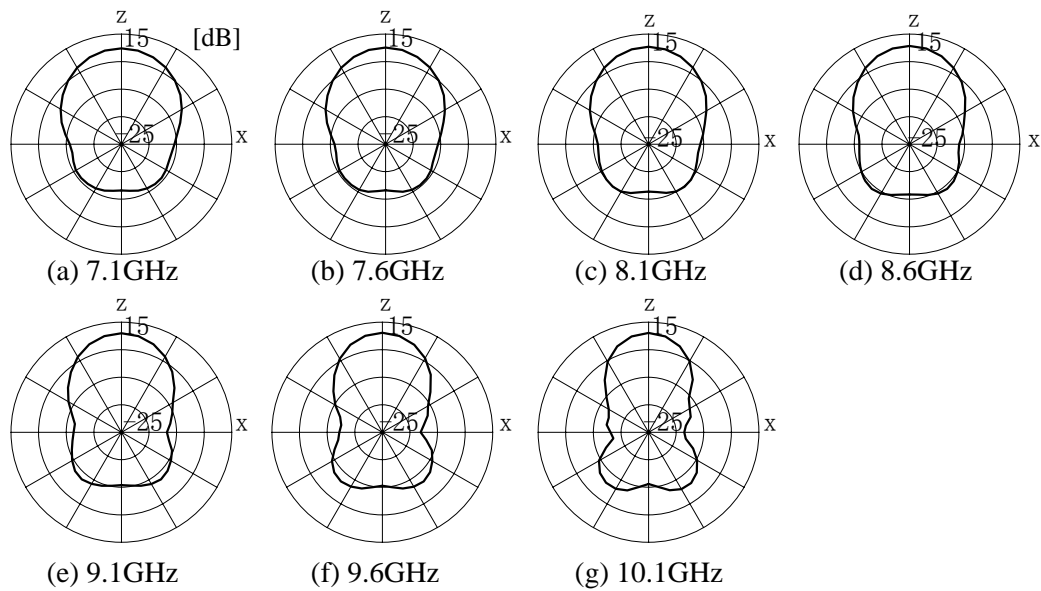 z
15
[dB]
-25
x
(a) 7.1GHz
z
15
-25
x
(b) 7.6GHz
z
15
-25
x
(c) 8.1GHz
z
15
-25
x
(d) 8.6GHz
z
15
-25
x
(e) 9.1GHz
z
15
-25
x
(f) 9.6GHz
z
15
-25
x
(g) 10.1GHz